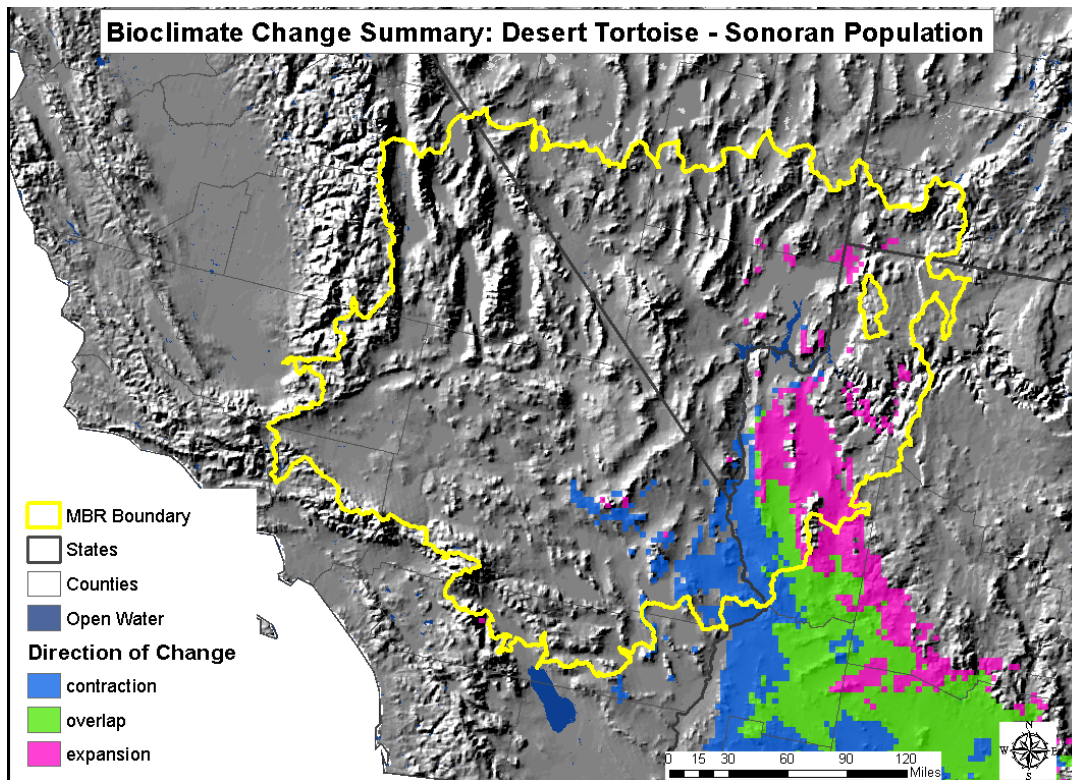 Bioclimate Change Summary: Desert Tortoise - Sonoran Population
MBR Boundary
States
Counties
Open Water
Direction of Change
contraction
overlap
expansion
0 15 30 60 90 120
Miles
N
W E
S